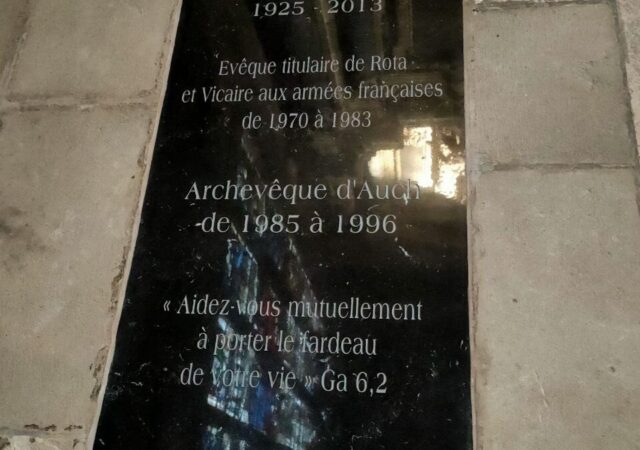 1925 - 2013
Evêque titulaire de Rota
et Vicaire aux armées françaises
de 1970 à 1983
Archevêque d'Auch
de 1985 à 1996
« Aidez-vous mutuellement
à porter le fardeau
de votre vie » Ga 6,2